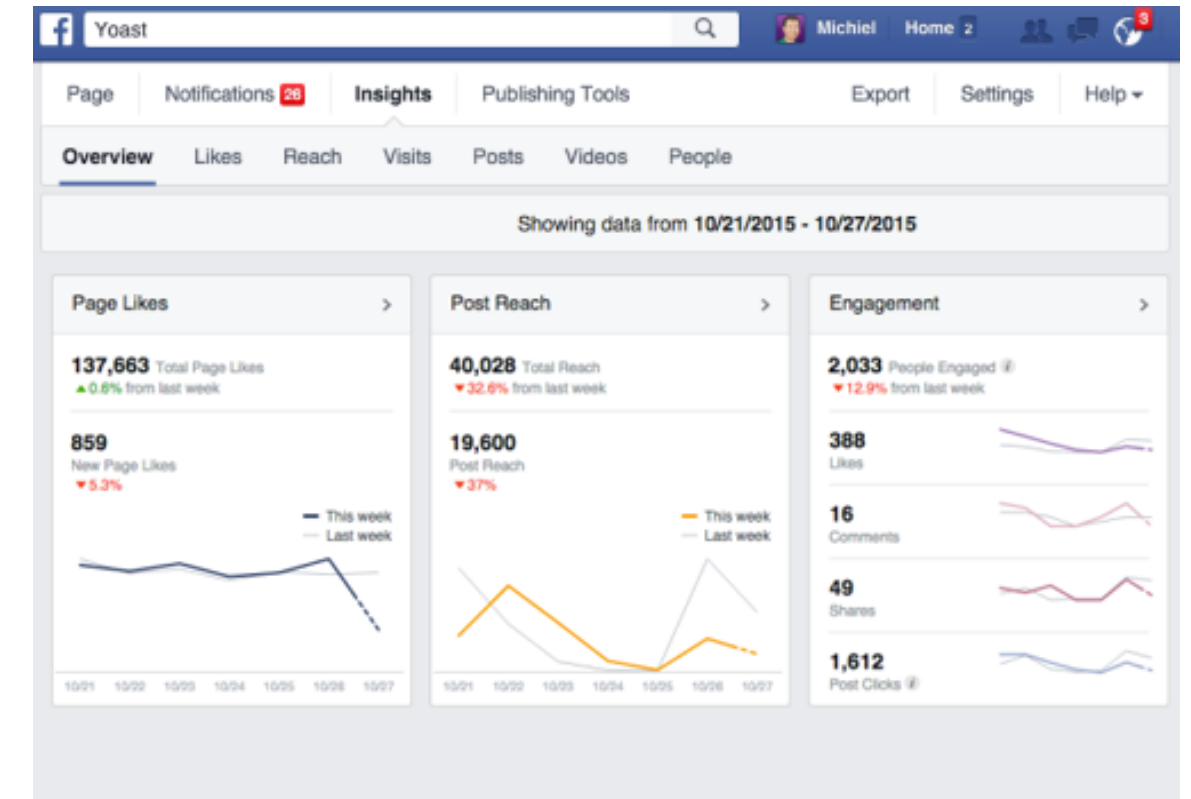 f Yoast Michiel Home 2 3
Page Notifications 26 Insights Publishing Tools Export Settings Help
Overview Likes Reach Visits Posts Videos People
Showing data from 10/21/2015 - 10/27/2015
Page Likes
137,663 Total Page Likes
0.6% from last week
859
New Page Likes
5.3%
This week
Last week
10/21 10/22 10/23 10/24 10/25 10/26 10/27
Post Reach
40,028 Total Reach
32.6% from last week
19,600
Post Reach
37%
This week
Last week
10/21 10/22 10/23 10/24 10/25 10/26 10/27
Engagement
2,033 People Engaged i
12.9% from last week
388
Likes
16
Comments
49
Shares
1,612
Post Clicks i